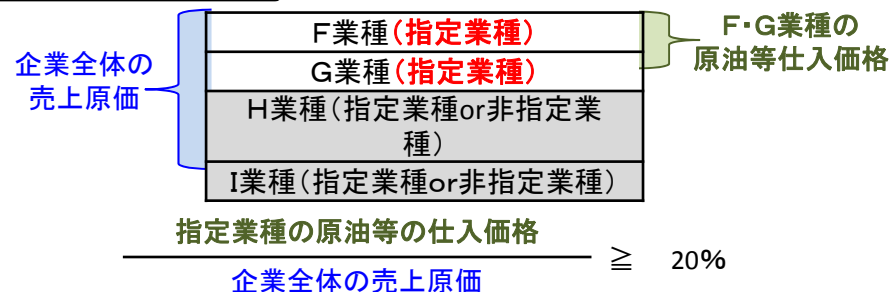 F業種(指定業種)
G業種(指定業種)
H業種(指定業種or非指定業
種)
I業種(指定業種or非指定業種)
企業全体の
売上原価
F・G業種の
原油等仕入価格
指定業種の原油等の仕入価格
企業全体の売上原価
≧ 20%